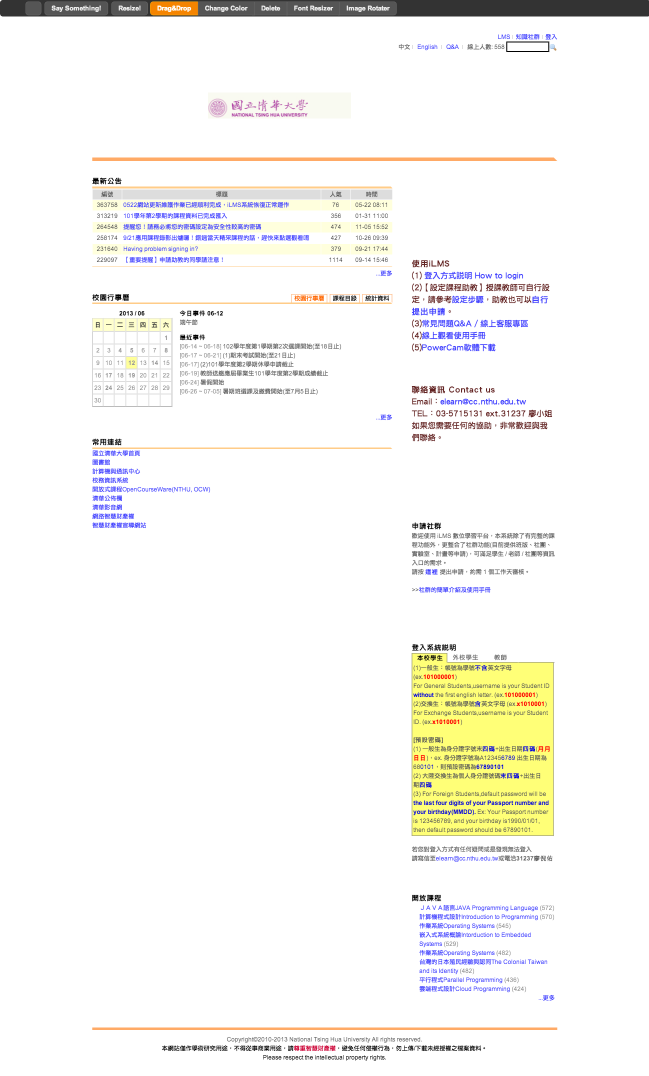 Say Something! Resize! Drag&Drop Change Color Delete Font Resizer Image Rotater
LMS | 知識社群 | 登入
中文 | English | Q&A | 線上人數: 558
國立清華大學
NATIONAL TSING HUA UNIVERSITY
最新公告
編號 標題 人氣 時間
363758 0522網站更新維護作業已經順利完成，iLMS系統恢復正常運作 76 05-22 08:11
313219 101學年第2學期的課程資料已完成匯入 356 01-31 11:00
264548 提醒您！請務必將您的密碼設定為安全性較高的密碼 474 11-05 15:52
258174 9/21應用課程錄影出爐囉！錯過當天精采課程的話，趕快來點選觀看唷 427 10-26 09:39
231640 Having problem signing in? 379 09-21 17:44
229097 【重要提醒】申請助教的同學請注意！ 1114 09-14 15:46
...更多
校園行事曆 校園行事曆 課程目錄 統計資料
2013 / 06
日 一 二 三 四 五 六
1
2 3 4 5 6 7 8
9 10 11 12 13 14 15
16 17 18 19 20 21 22
23 24 25 26 27 28 29
30
今日事件 06-12
端午節
最近事件
[06-14 ~ 06-18] 102學年度第1學期第2次選課開始(至18日止)
[06-17 ~ 06-21] (1)期末考試開始(至21日止)
[06-17] (2)101學年度第2學期休學申請截止
[06-19] 教師送繳應屆畢業生101學年度第2學期成績截止
[06-24] 暑假開始
[06-26 ~ 07-05] 暑期班選課及繳費開始(至7月5日止)
...更多
常用連結
國立清華大學首頁
圖書館
計算機與通訊中心
校務資訊系統
開放式課程OpenCourseWare(NTHU, OCW)
清華公佈欄
清華影音網
網路智慧財產權
智慧財產權宣導網站
使用iLMS
(1) 登入方式說明 How to login
(2)【設定課程助教】授課教師可自行設
定，請參考設定步驟，助教也可以自行
提出申請。
(3)常見問題Q&A / 線上客服專區
(4)線上觀看使用手冊
(5)PowerCam軟體下載
聯絡資訊 Contact us
Email：elearn@cc.nthu.edu.tw
TEL：03-5715131 ext.31237 廖小姐
如果您需要任何的協助，非常歡迎與我
們聯絡。
申請社群
歡迎使用 iLMS 數位學習平台，本系統除了有完整的課
程功能外，更整合了社群功能(目前提供班版、社團、
實驗室、計畫等申請)，可滿足學生 / 老師 / 社團等資訊
入口的需求。
請按 這裡 提出申請，約需 1 個工作天審核。
>>社群的簡單介紹及使用手冊
登入系統說明
本校學生 外校學生 教師
(1)一般生：帳號為學號不含英文字母
(ex.101000001)
For General Students,username is your Student ID
without the first english letter. (ex.101000001)
(2)交換生：帳號為學號含英文字母 (ex.x1010001)
For Exchange Students,username is your Student
ID. (ex.x1010001)
[預設密碼]
(1) 一般生為身分證字號末四碼+出生日期四碼(月月
日日)，ex. 身分證字號為A123456789 出生日期為
680101，則預設密碼為67890101
(2) 大陸交換生為個人身分證號碼末四碼+出生日
期四碼
(3) For Foreign Students,default password will be
the last four digits of your Passport number and
your birthday(MMDD). Ex: Your Passport number
is 123456789, and your birthday is1990/01/01,
then default password should be 67890101.
若您對登入方式有任何疑問或是發現無法登入
請寫信至elearn@cc.nthu.edu.tw或電洽31237廖宛佑
開放課程
ＪＡＶＡ語言JAVA Programming Language (572)
計算機程式設計Introduction to Programming (570)
作業系統Operating Systems (545)
嵌入式系統概論Intorduction to Embedded
Systems (529)
作業系統Operating Systems (482)
台灣的日本殖民經驗與認同The Colonial Taiwan
and its Identity (482)
平行程式Parallel Programming (436)
雲端程式設計Cloud Programming (424)
...更多
Copyright©2010-2013 National Tsing Hua University All rights reserved.
本網站僅作學術研究用途，不得從事商業用途，請尊重智慧財產權，避免任何侵權行為，勿上傳/下載未經授權之檔案資料。
Please respect the intellectual property rights.